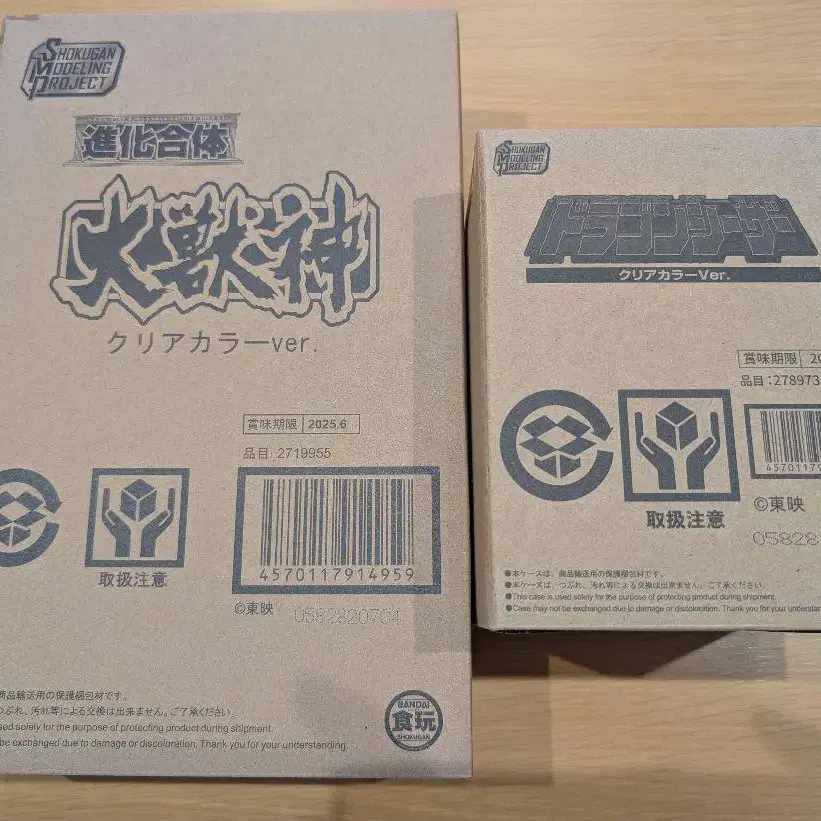 SHOKUGAN
MODELING
PROJECT
進化合体
大獣神
クリアカラーver.
賞味期限 2025.6
品目:2719955
取扱注意
4570117914959
©東映
0582820704
商品輸送用の保護梱包材です。
つぶれ、汚れ等による交換は出来ません。ご了承ください。
used solely for the purpose of protecting product during shipment.
be exchanged due to damage or discoloration. Thank you for your understanding.
BANDAI
食玩
SHOKUGAN
SHOKUGAN
MODELING
PROJECT
ドラゴンシーザー
クリアカラーVer.
賞味期限 20
品目:278973
取扱注意
45701179
©東映
05828
●本ケースは、商品輸送用の保護梱包材です。
●本ケースは、つぶれ、汚れ等による交換は出来ません。ご了承ください。
●This case is used solely for the purpose of protecting product during shipment.
●Case may not be exchanged due to damage or discoloration. Thank you for your understan